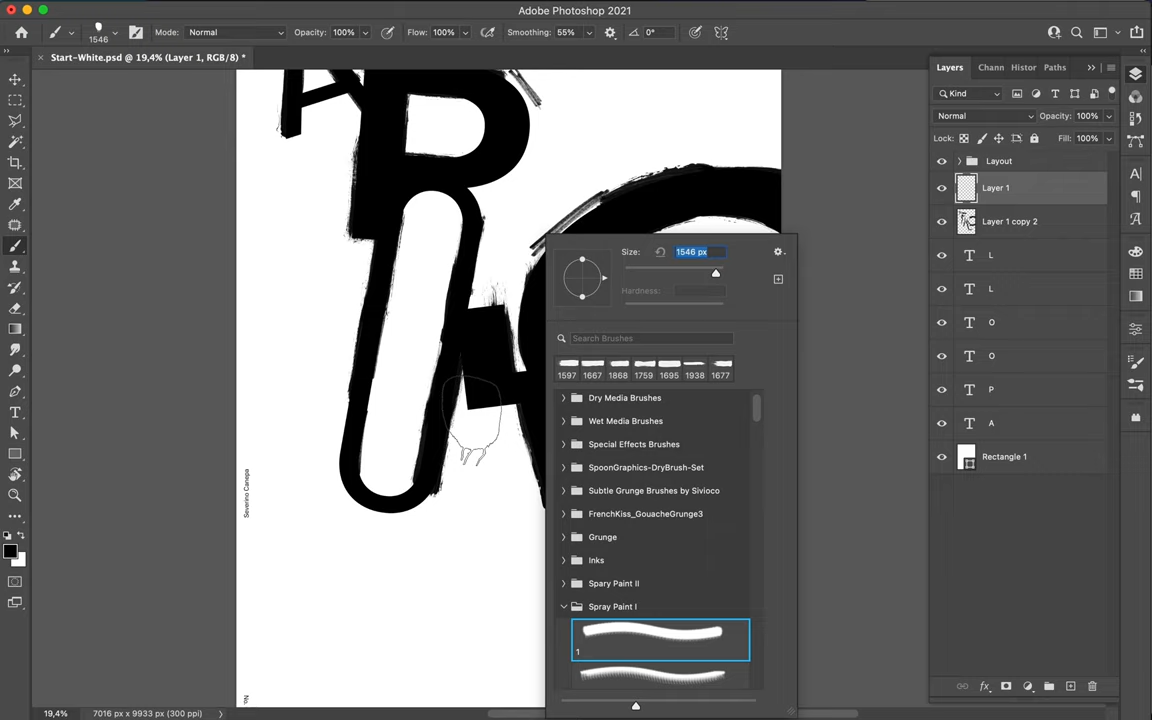 Adobe Photoshop 2021
1546 Mode: Normal Opacity: 100% Flow: 100% Smoothing: 55% 0°
Start-White.psd @ 19,4% (Layer 1, RGB/8) *
Layers Chann Histor Paths
Kind
Normal Opacity: 100%
Lock: Fill: 100%
Layout
Layer 1
Layer 1 copy 2
L
L
O
O
P
A
Rectangle 1
Size: 1546 px
Hardness:
Search Brushes
1597 1667 1868 1759 1695 1938 1677
Dry Media Brushes
Wet Media Brushes
Special Effects Brushes
SpoonGraphics-DryBrush-Set
Subtle Grunge Brushes by Sivioco
FrenchKiss_GouacheGrunge3
Grunge
Inks
Spary Paint II
Spray Paint I
1
Severino Canepa
No.
19,4% 7016 px x 9933 px (300 ppi)